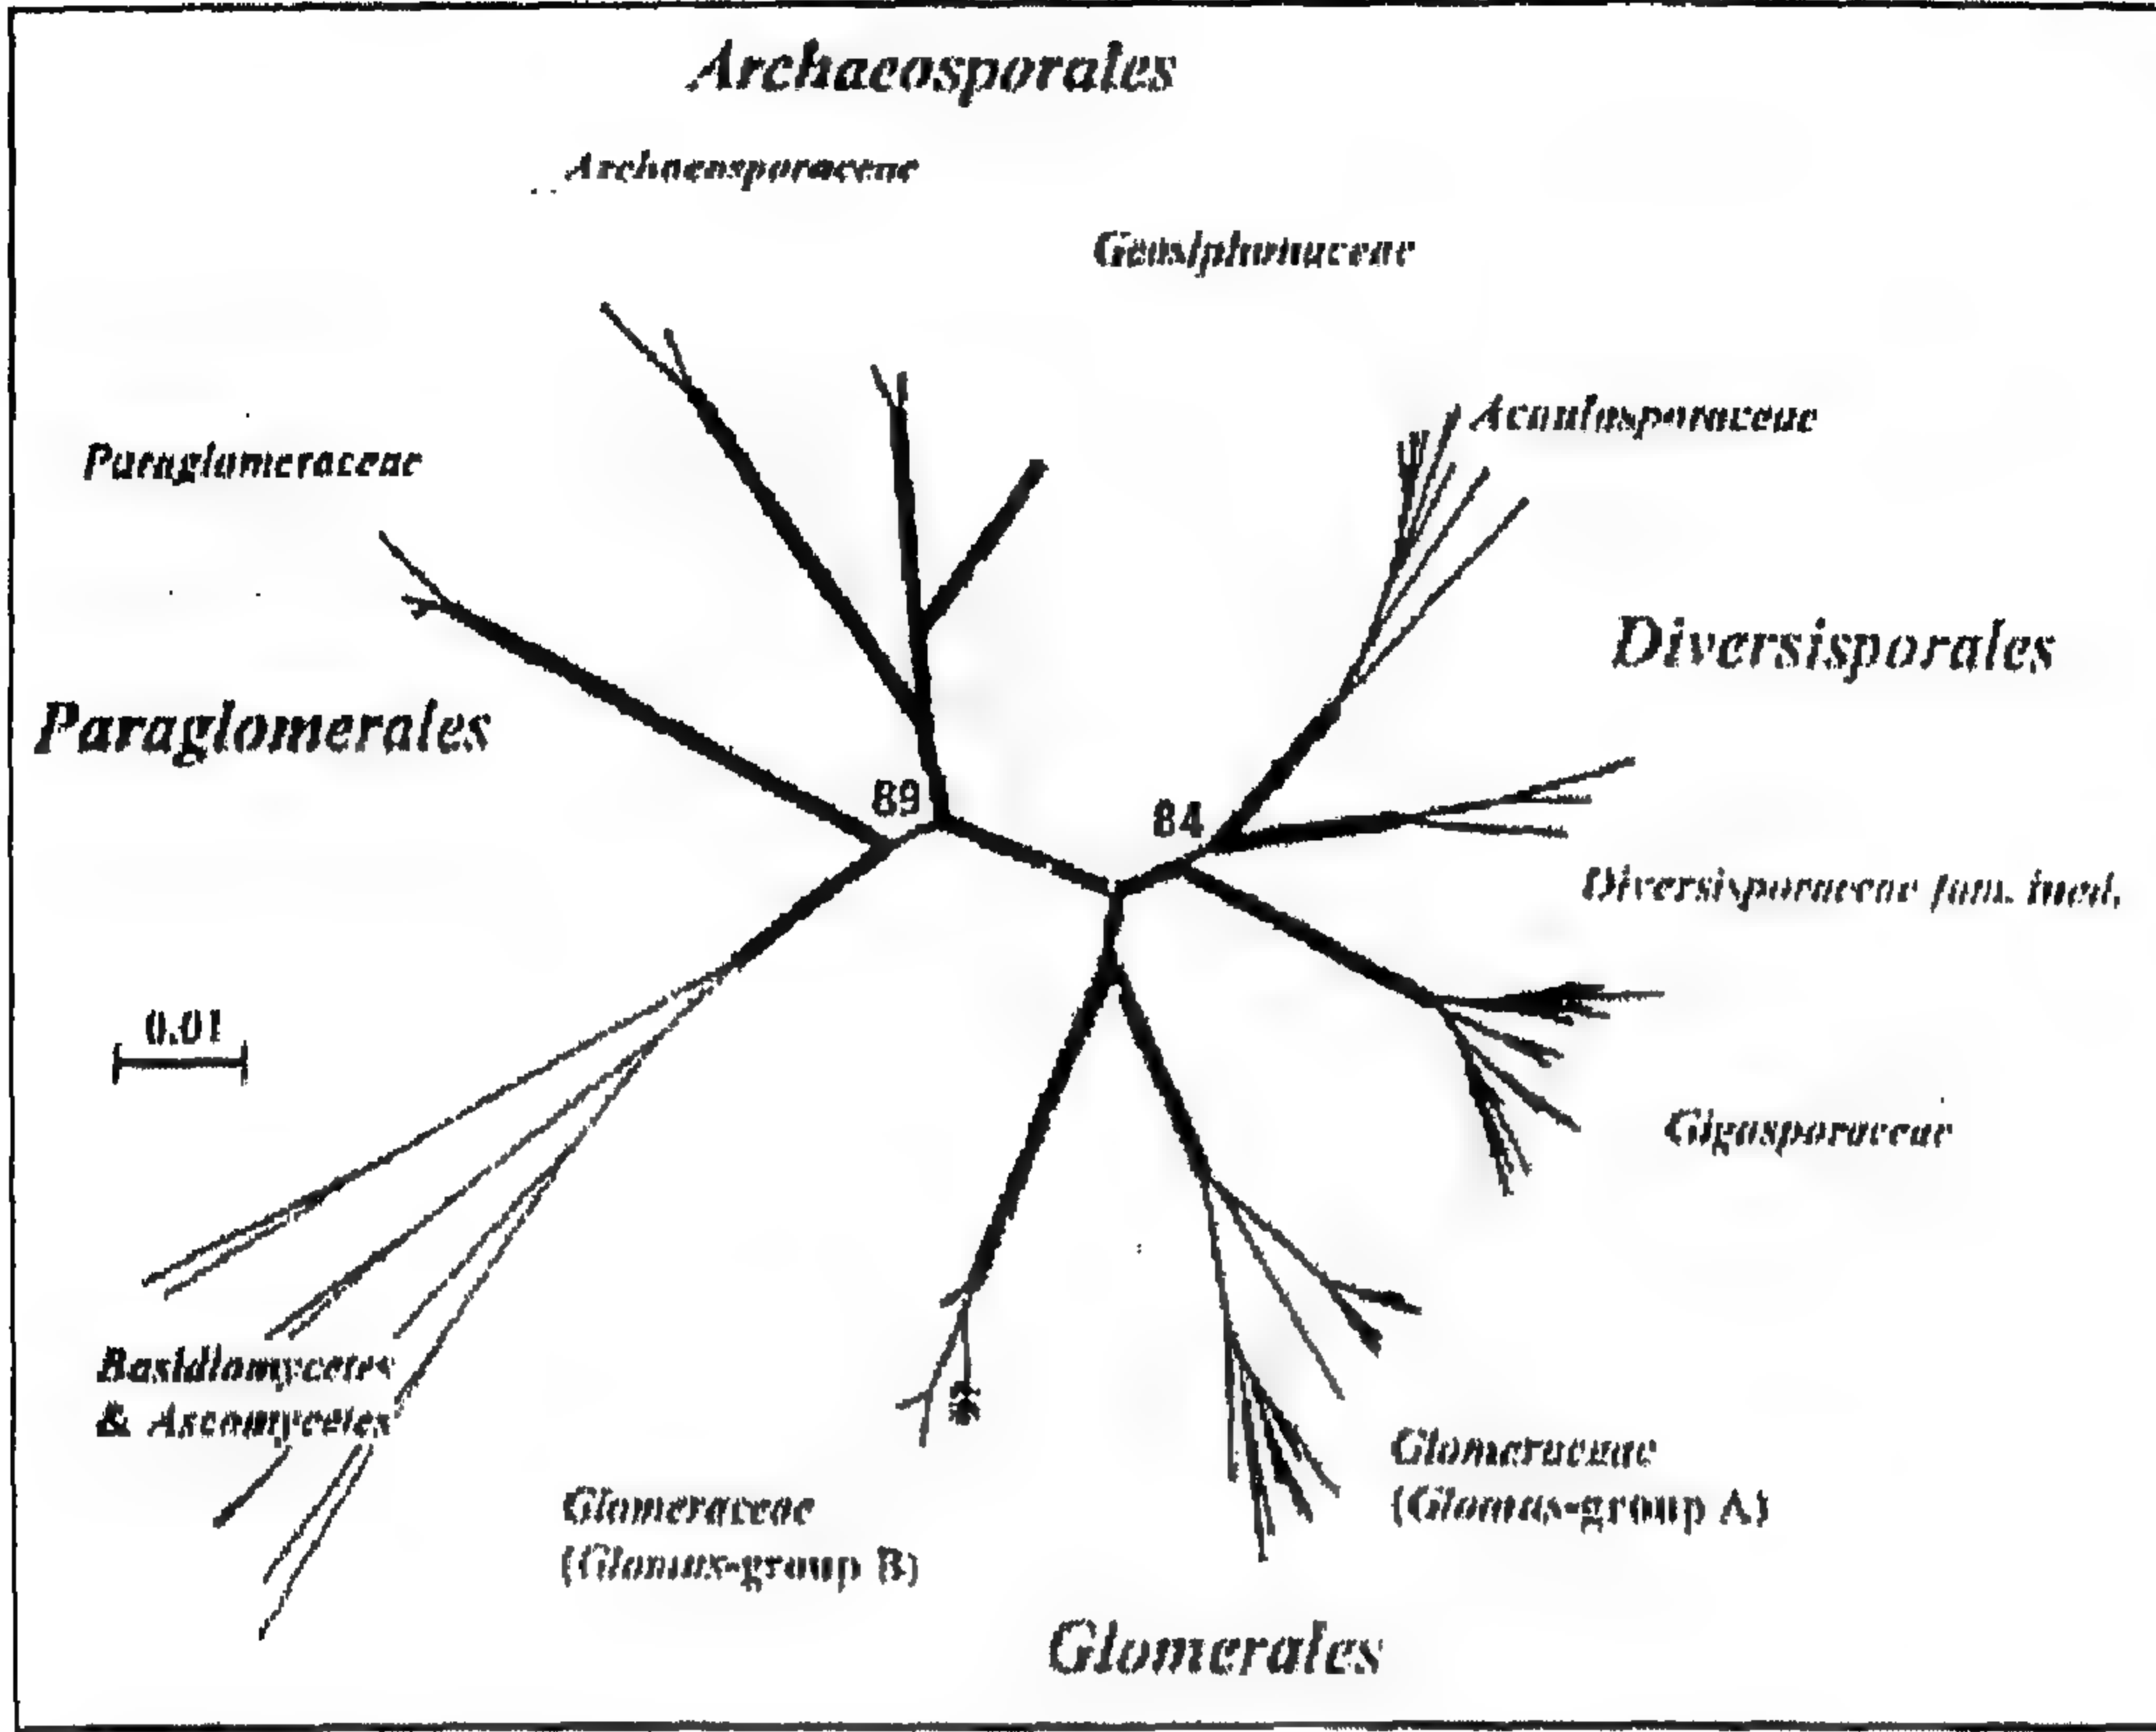 Archaeosporales
Archaeosporaceae
Geosiphonaceae
Acaulosporaceae
Paraglomeraceae
Diversisporales
Paraglomerales
89
84
Diversisporaceae fam. ined.
0.01
Gigasporaceae
Basidiomycetes
& Ascomycetes
Glomeraceae
(Glomus-group A)
Glomeraceae
(Glomus-group B)
Glomerales